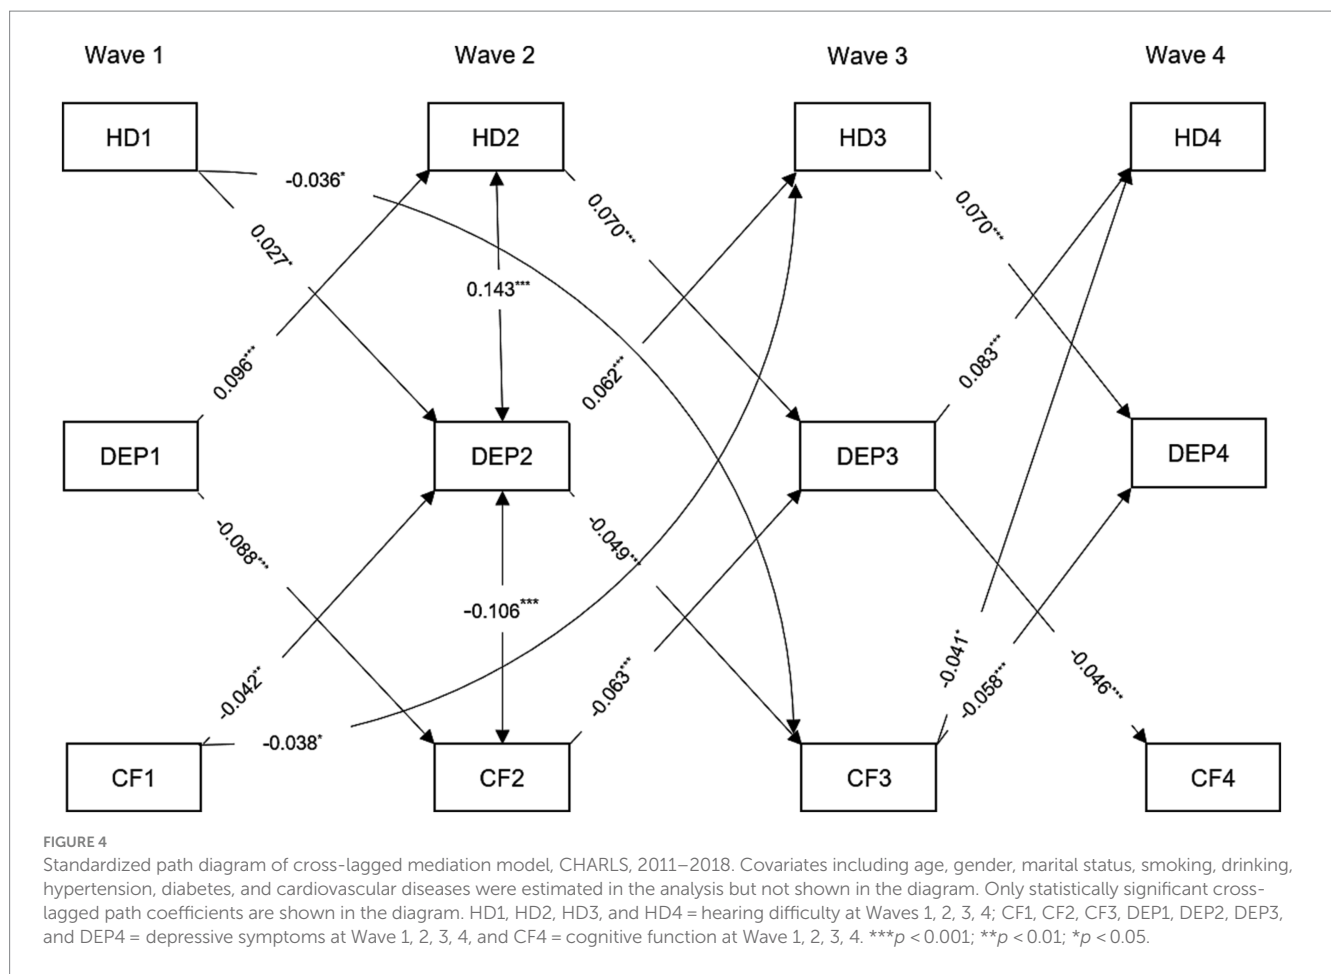 Wave 1 Wave 2 Wave 3 Wave 4
HD1 HD2 HD3 HD4
-0.036*
0.027*
0.070***
0.070***
0.143***
0.096***
0.062***
0.083***
DEP1 DEP2 DEP3 DEP4
-0.088***
-0.049***
-0.106***
-0.042**
-0.063***
-0.041*
-0.058***
-0.046***
-0.038*
CF1 CF2 CF3 CF4
FIGURE 4
Standardized path diagram of cross-lagged mediation model, CHARLS, 2011–2018. Covariates including age, gender, marital status, smoking, drinking,
hypertension, diabetes, and cardiovascular diseases were estimated in the analysis but not shown in the diagram. Only statistically significant cross-
lagged path coefficients are shown in the diagram. HD1, HD2, HD3, and HD4 = hearing difficulty at Waves 1, 2, 3, 4; CF1, CF2, CF3, DEP1, DEP2, DEP3,
and DEP4 = depressive symptoms at Wave 1, 2, 3, 4, and CF4 = cognitive function at Wave 1, 2, 3, 4. ***p < 0.001; **p < 0.01; *p < 0.05.